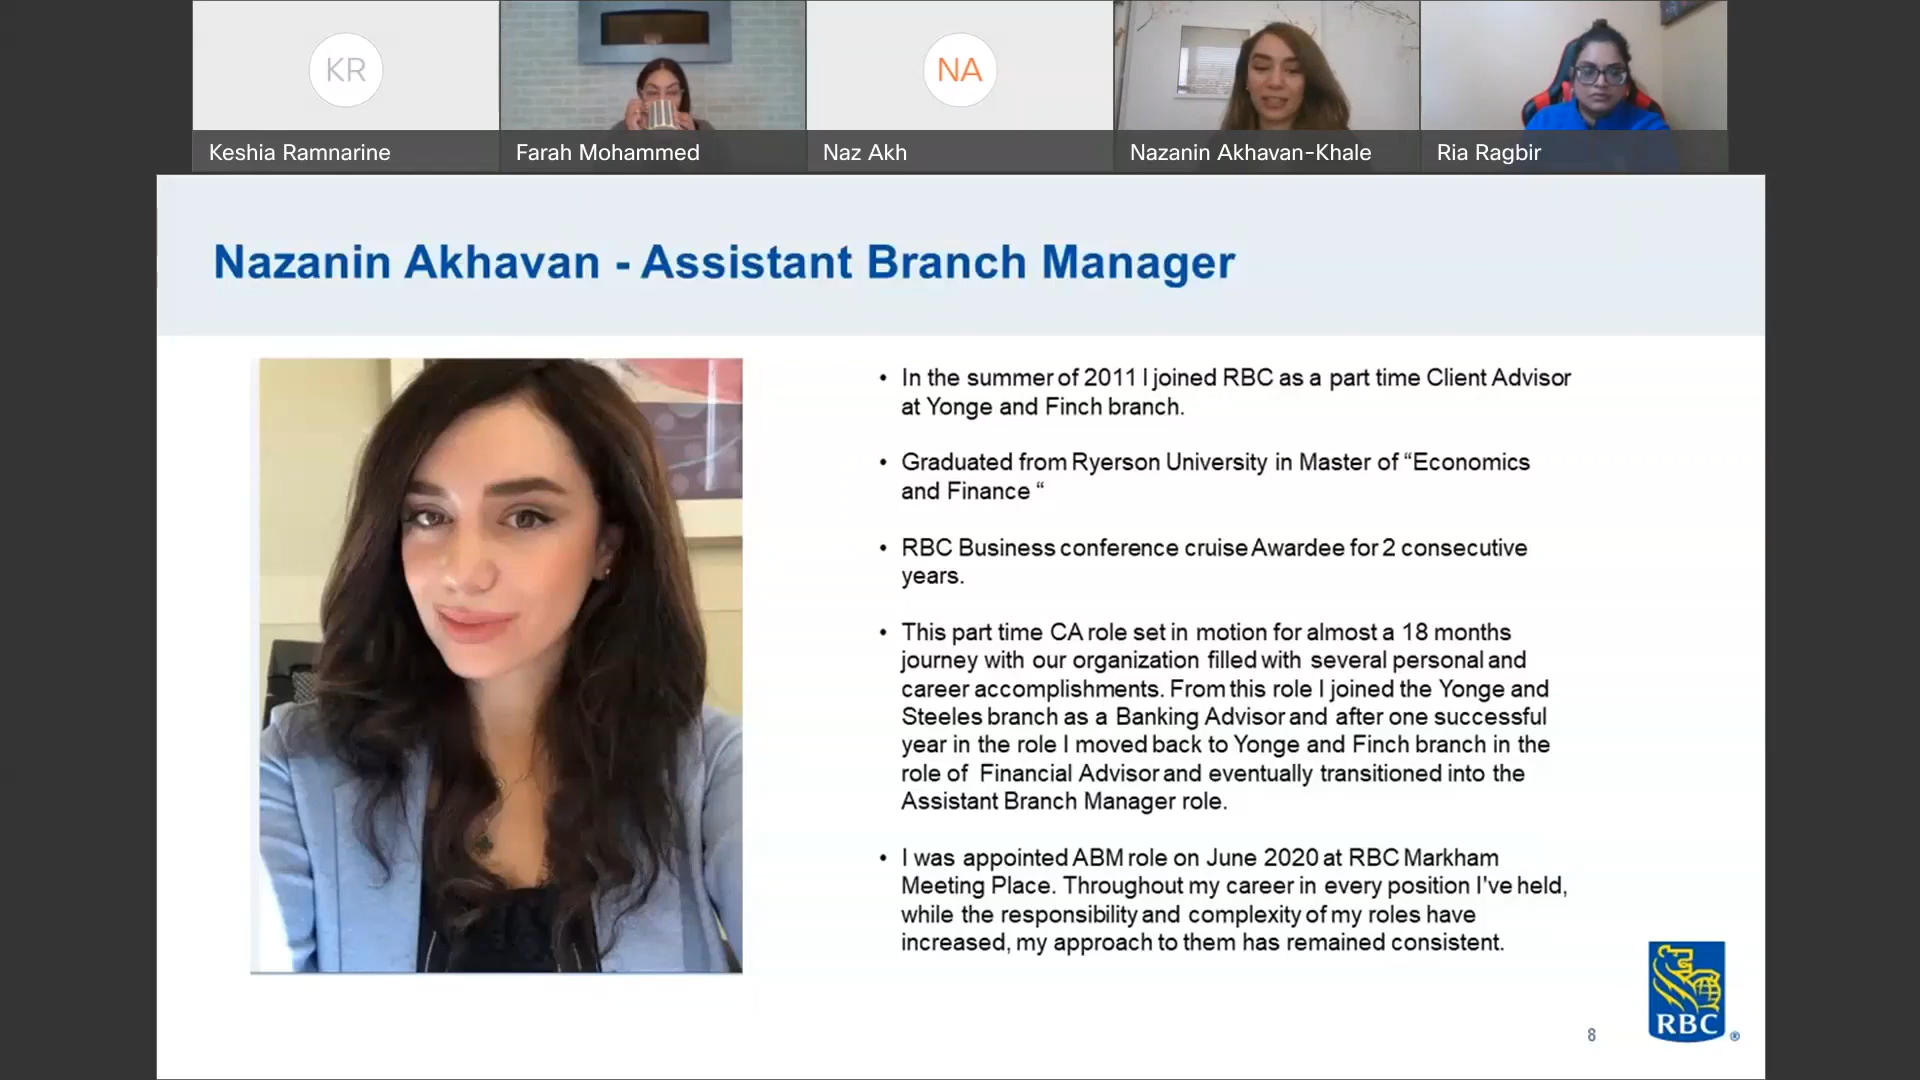 KR
NA
Keshia Ramnarine
Farah Mohammed
Naz Akh
Nazanin Akhavan-Khale
Ria Ragbir
Nazanin Akhavan - Assistant Branch Manager
• In the summer of 2011 I joined RBC as a part time Client Advisor
at Yonge and Finch branch.
• Graduated from Ryerson University in Master of “Economics
and Finance “
• RBC Business conference cruise Awardee for 2 consecutive
years.
• This part time CA role set in motion for almost a 18 months
journey with our organization filled with several personal and
career accomplishments. From this role I joined the Yonge and
Steeles branch as a Banking Advisor and after one successful
year in the role I moved back to Yonge and Finch branch in the
role of Financial Advisor and eventually transitioned into the
Assistant Branch Manager role.
• I was appointed ABM role on June 2020 at RBC Markham
Meeting Place. Throughout my career in every position I've held,
while the responsibility and complexity of my roles have
increased, my approach to them has remained consistent.
RBC
®
8